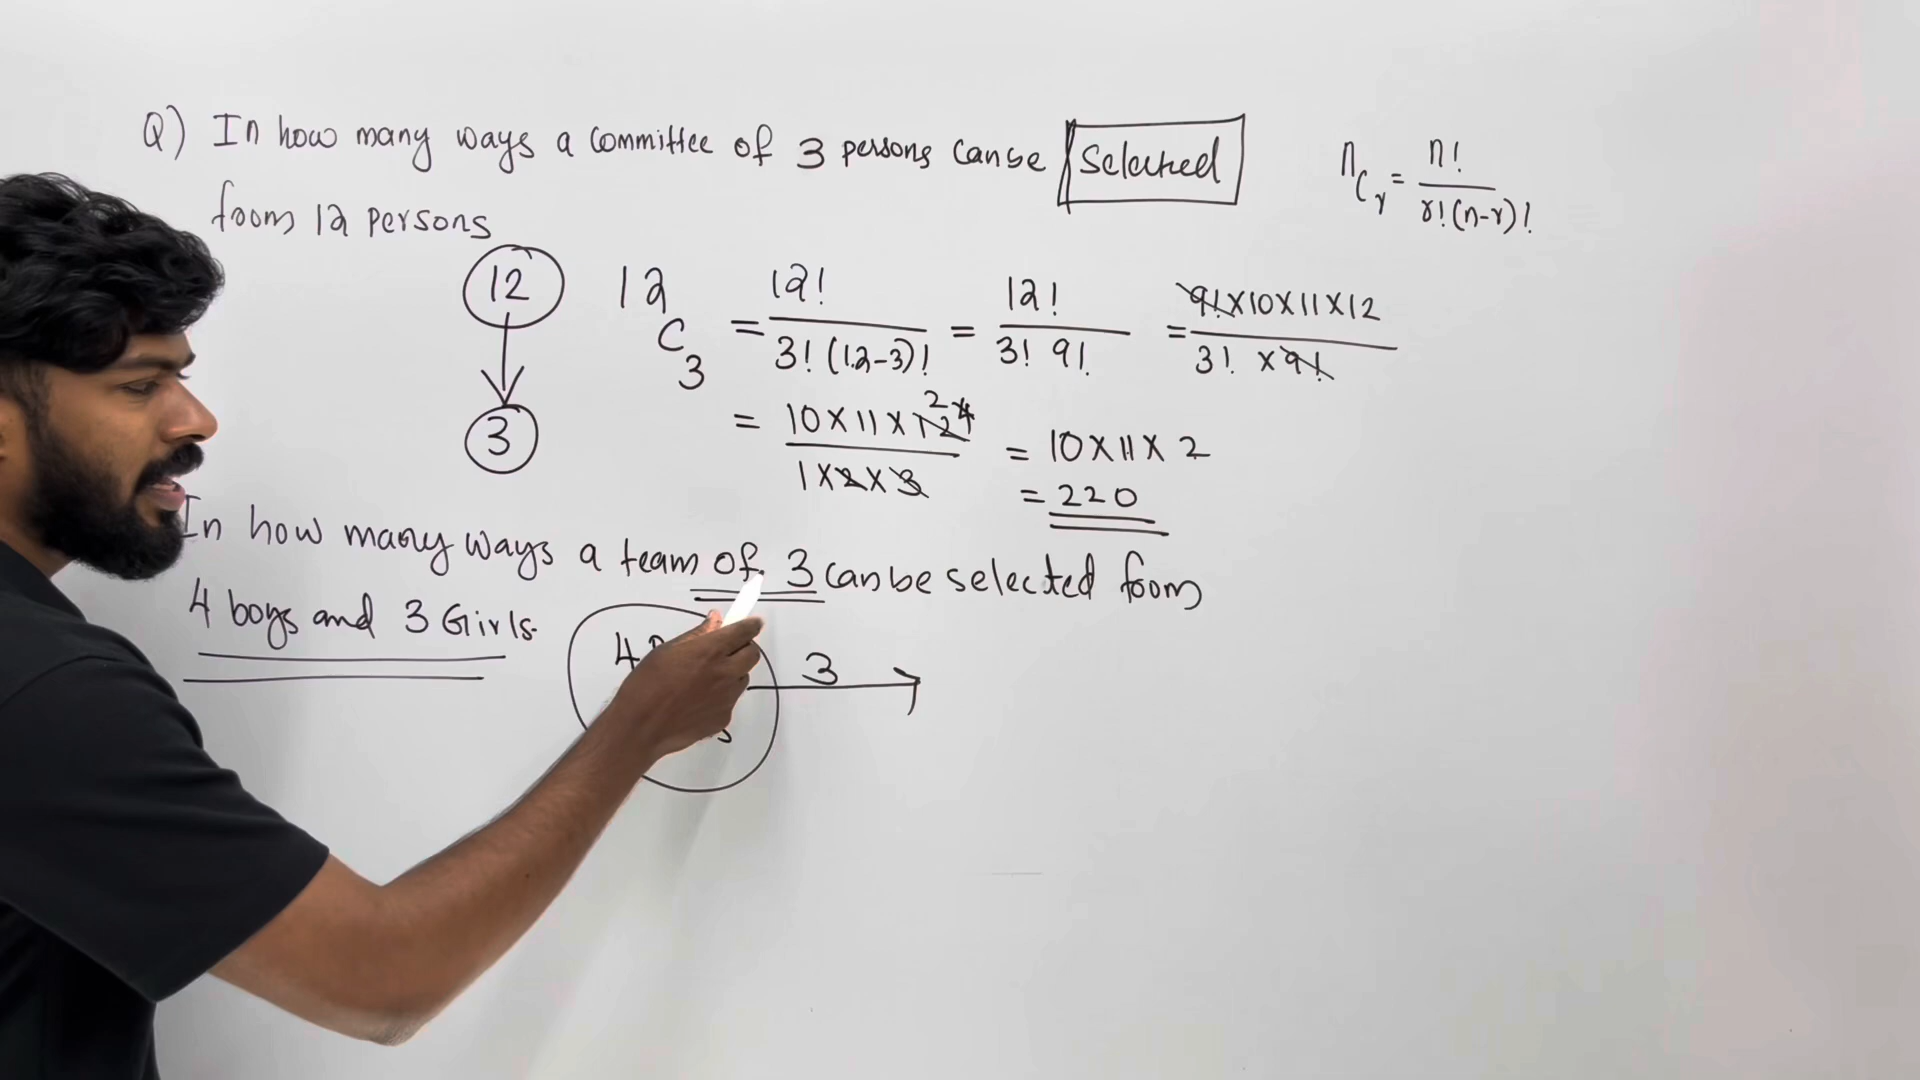 Q) In how many ways a committee of 3 persons can be selected
from 12 persons
nCr = n! / r!(n-r)!
12
3
12C3 = 12! / 3!(12-3)! = 12! / 3! 9! = 9!×10×11×12 / 3! ×9!
= 10×11×12 / 1×2×3
4 2
= 10×11×2
= 220
In how many ways a team of 3 can be selected from
4 boys and 3 Girls.
4
3